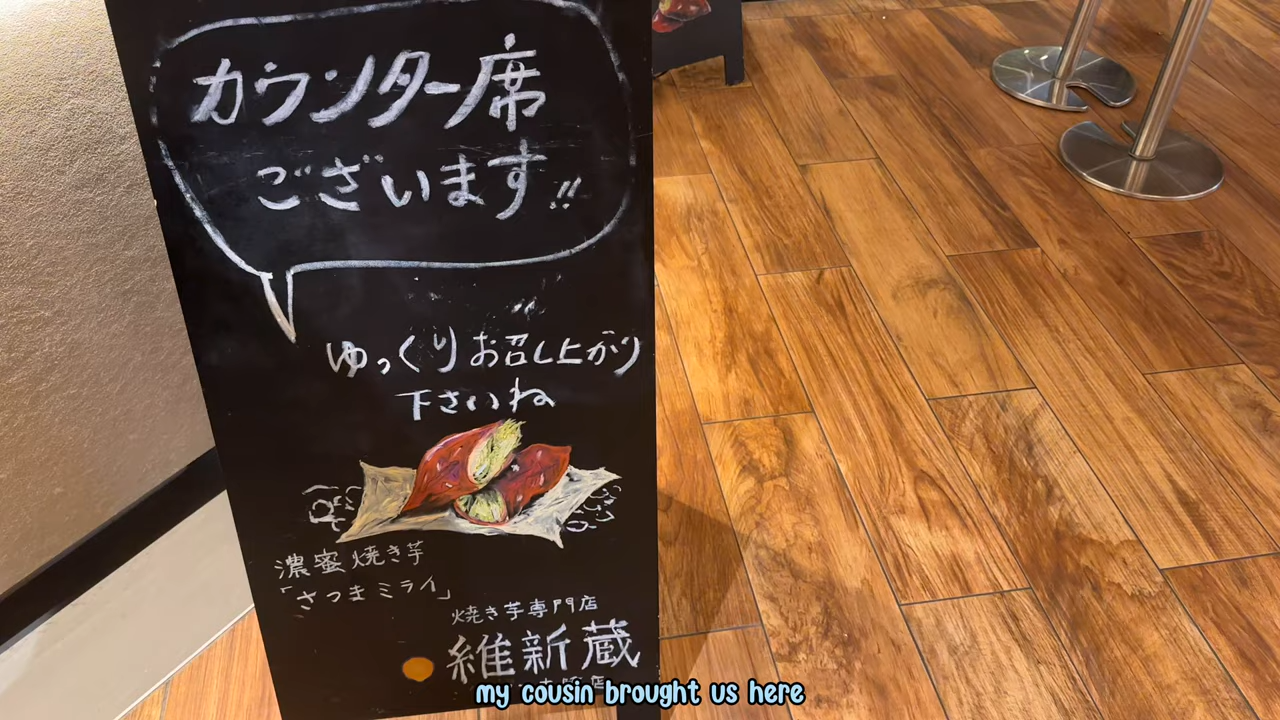 カウンター席
ございます!!
ゆっくりお召し上がり
下さいね
濃蜜焼き芋
「さつまミライ」
焼き芋専門店
維新蔵
my cousin brought us here